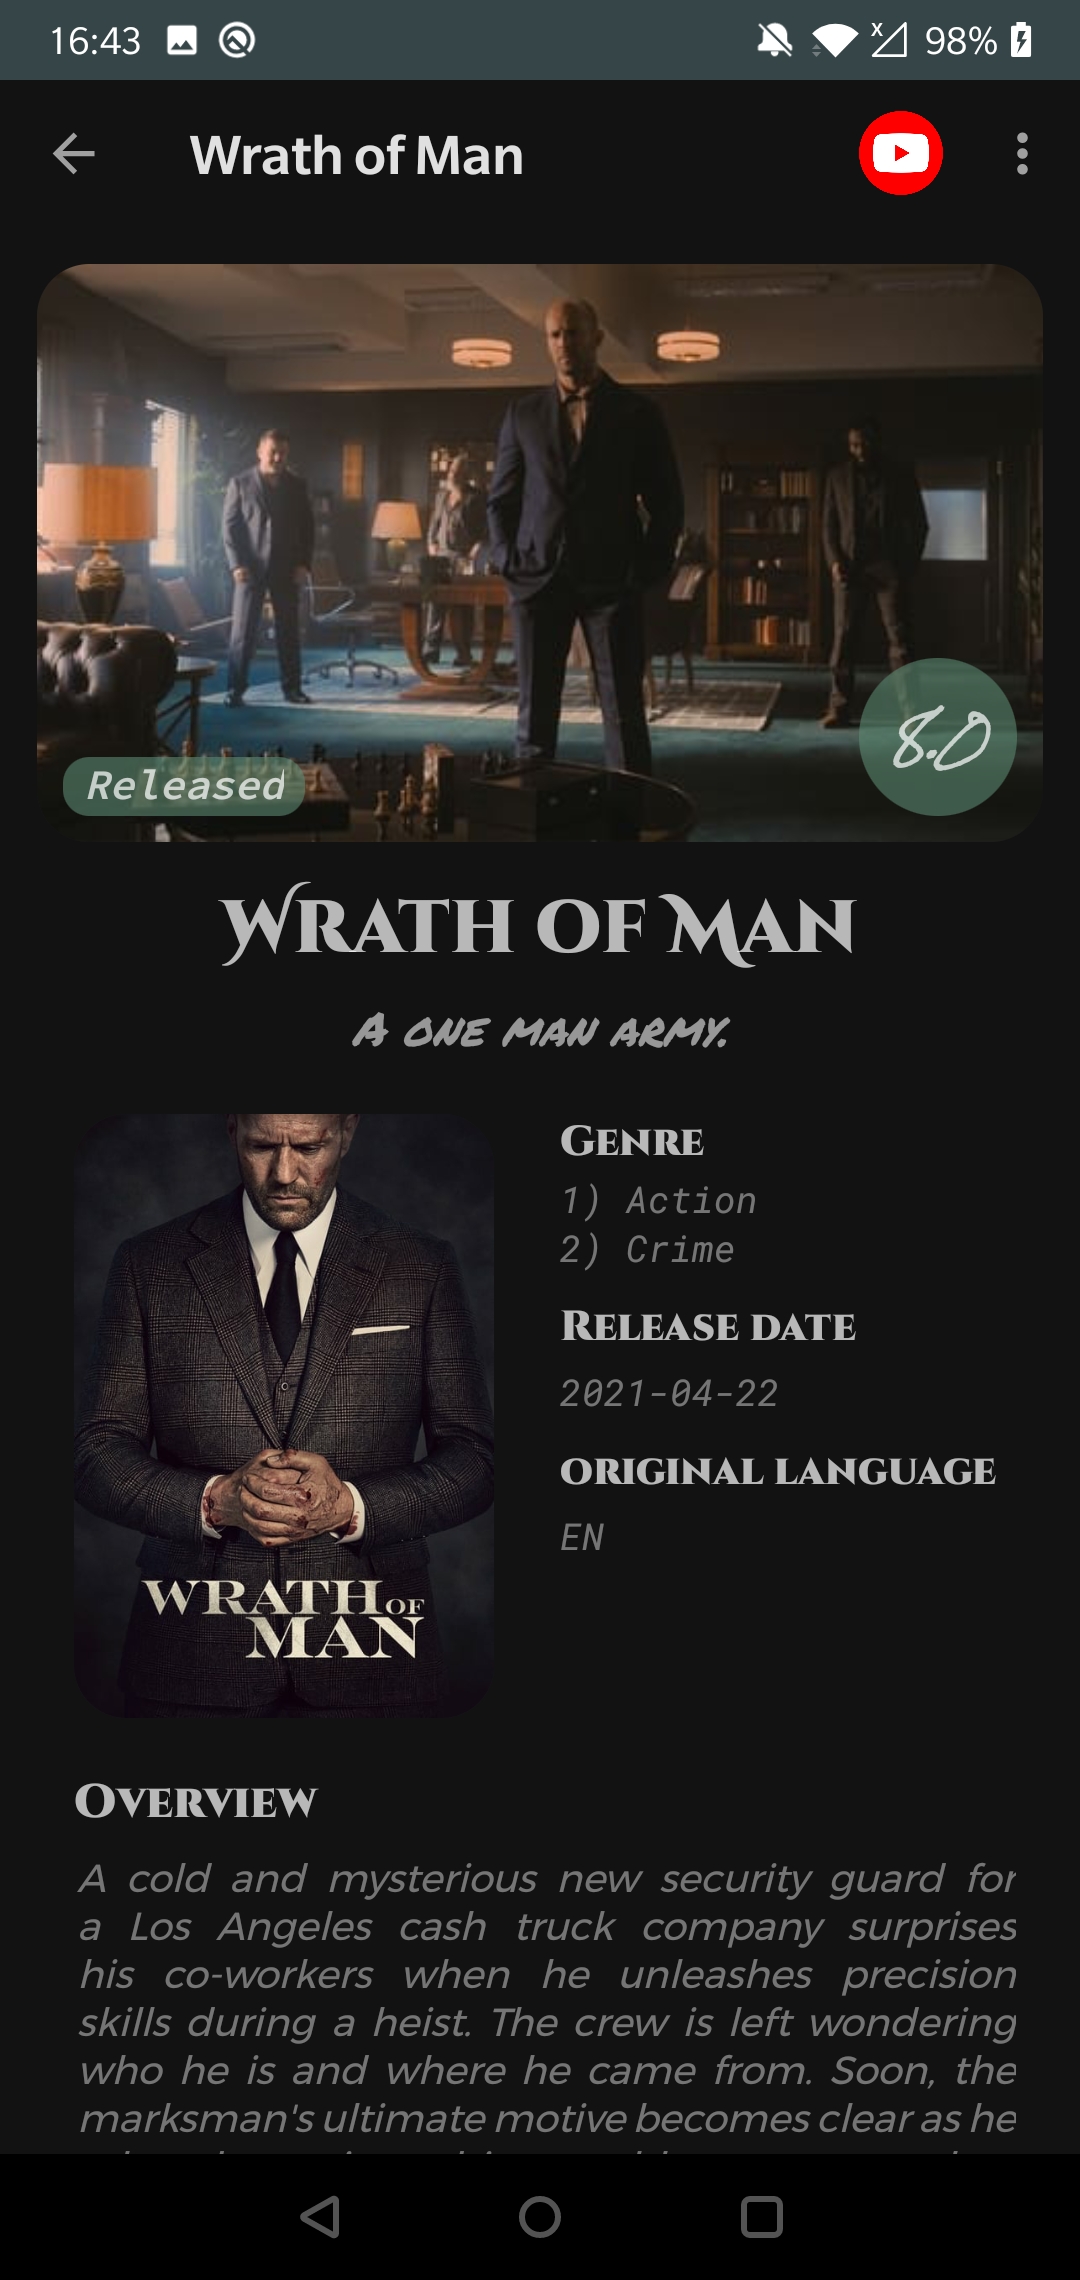 16:43
98%
Wrath of Man
Released
8.0
Wrath of Man
A one man army.
Genre
1) Action
2) Crime
Release date
2021-04-22
Original Language
EN
WRATH OF
MAN
Overview
A cold and mysterious new security guard for
a Los Angeles cash truck company surprises
his co-workers when he unleashes precision
skills during a heist. The crew is left wondering
who he is and where he came from. Soon, the
marksman's ultimate motive becomes clear as he